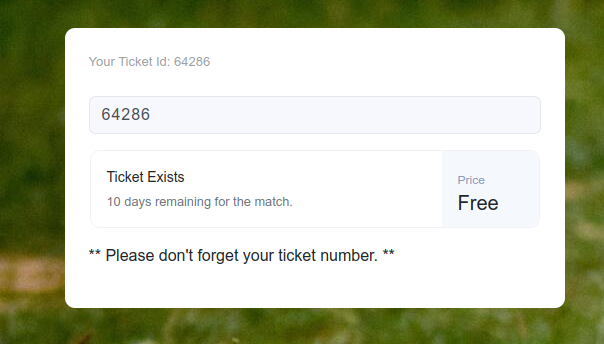 Your Ticket Id: 64286
64286
Ticket Exists
10 days remaining for the match.
Price
Free
** Please don't forget your ticket number. **